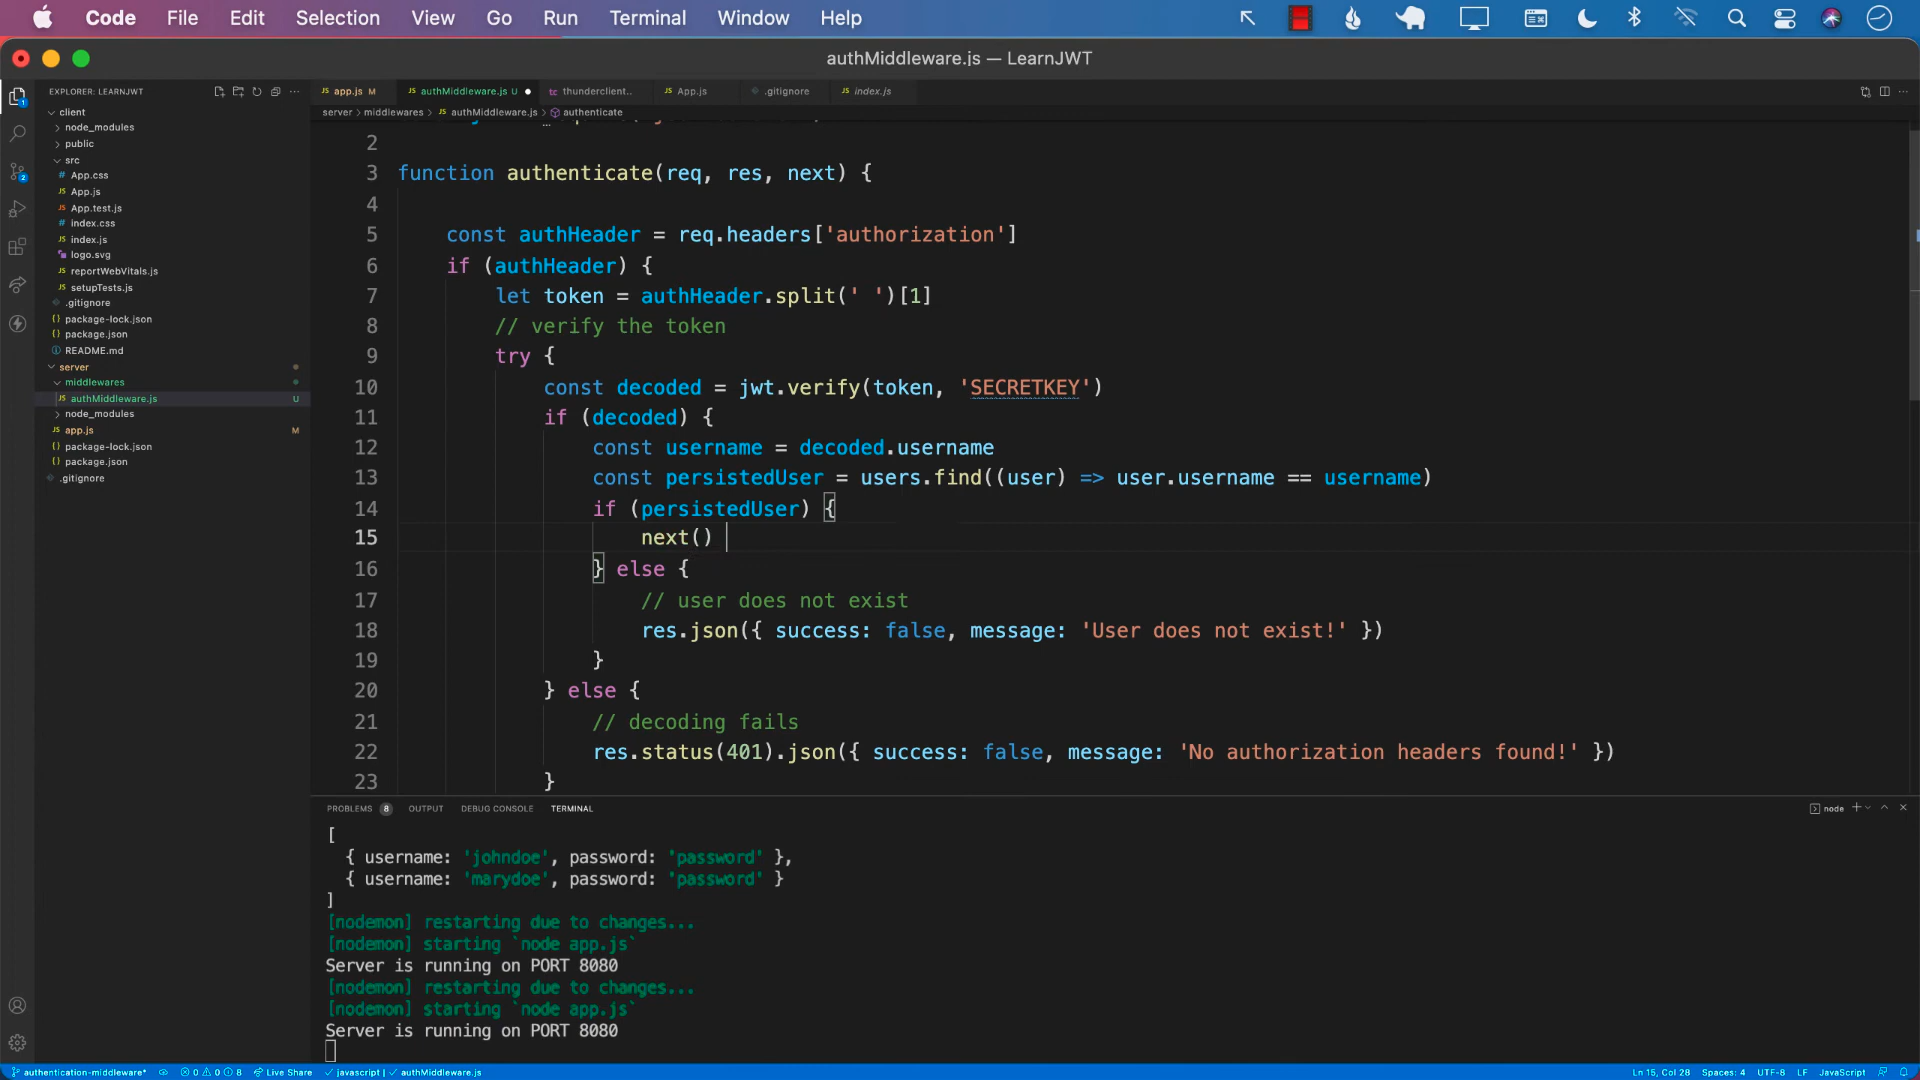 Code File Edit Selection View Go Run Terminal Window Help
authMiddleware.js — LearnJWT
EXPLORER: LEARNJWT
client
node_modules
public
src
App.css
App.js
App.test.js
index.css
index.js
logo.svg
reportWebVitals.js
setupTests.js
.gitignore
package-lock.json
package.json
README.md
server
middlewares
authMiddleware.js U
node_modules
app.js M
package-lock.json
package.json
.gitignore
app.js M authMiddleware.js U thunderclient.. App.js .gitignore index.js
server > middlewares > authMiddleware.js > authenticate
2
3 function authenticate(req, res, next) {
4
5 const authHeader = req.headers['authorization']
6 if (authHeader) {
7 let token = authHeader.split(' ')[1]
8 // verify the token
9 try {
10 const decoded = jwt.verify(token, 'SECRETKEY')
11 if (decoded) {
12 const username = decoded.username
13 const persistedUser = users.find((user) => user.username == username)
14 if (persistedUser) {
15 next()
16 } else {
17 // user does not exist
18 res.json({ success: false, message: 'User does not exist!' })
19 }
20 } else {
21 // decoding fails
22 res.status(401).json({ success: false, message: 'No authorization headers found!' })
23 }
PROBLEMS 8 OUTPUT DEBUG CONSOLE TERMINAL node
[
{ username: 'johndoe', password: 'password' },
{ username: 'marydoe', password: 'password' }
]
[nodemon] restarting due to changes...
[nodemon] starting `node app.js`
Server is running on PORT 8080
[nodemon] restarting due to changes...
[nodemon] starting `node app.js`
Server is running on PORT 8080
authentication-middleware* 0 0 8 Live Share javascript | authMiddleware.js Ln 15, Col 28 Spaces: 4 UTF-8 LF JavaScript